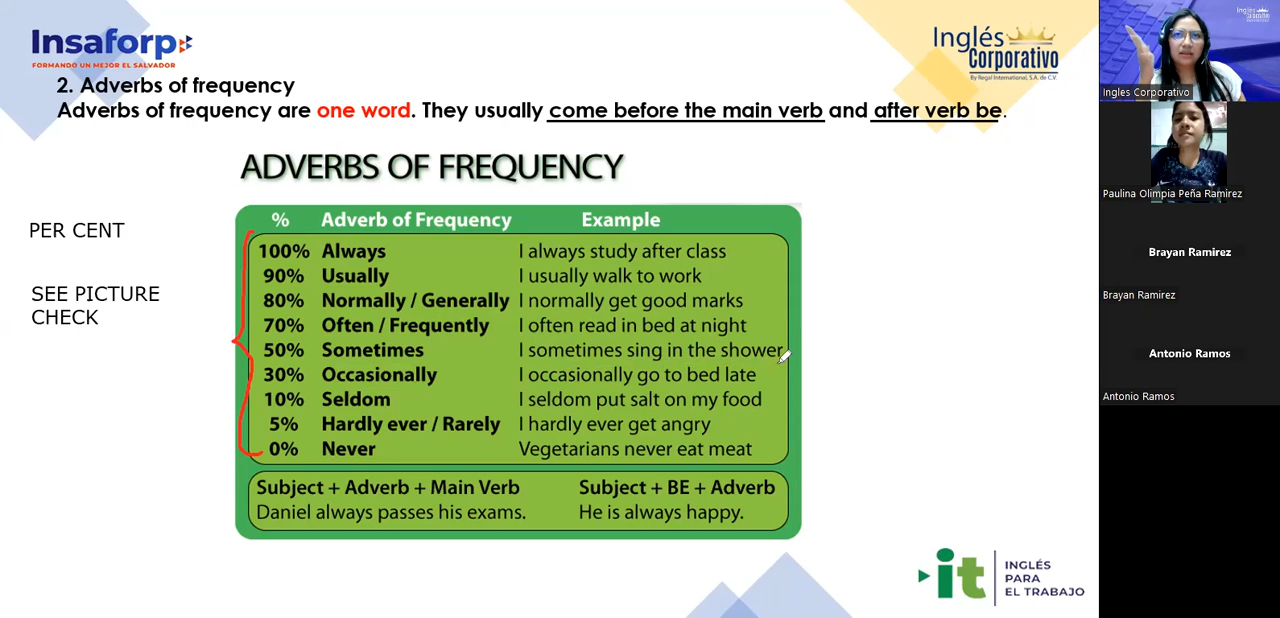 Insaforp
FORMANDO UN MEJOR EL SALVADOR
Inglés
Corporativo
By Regal International, S.A. de C.V.
2. Adverbs of frequency
Adverbs of frequency are one word. They usually come before the main verb and after verb be.
ADVERBS OF FREQUENCY
PER CENT
SEE PICTURE
CHECK
% Adverb of Frequency Example
100% Always I always study after class
90% Usually I usually walk to work
80% Normally / Generally I normally get good marks
70% Often / Frequently I often read in bed at night
50% Sometimes I sometimes sing in the shower
30% Occasionally I occasionally go to bed late
10% Seldom I seldom put salt on my food
5% Hardly ever / Rarely I hardly ever get angry
0% Never Vegetarians never eat meat
Subject + Adverb + Main Verb Subject + BE + Adverb
Daniel always passes his exams. He is always happy.
it
INGLÉS
PARA
EL TRABAJO
Inglés
Corporativo
Ingles Corporativo
Paulina Olimpia Peña Ramirez
Brayan Ramirez
Brayan Ramirez
Antonio Ramos
Antonio Ramos